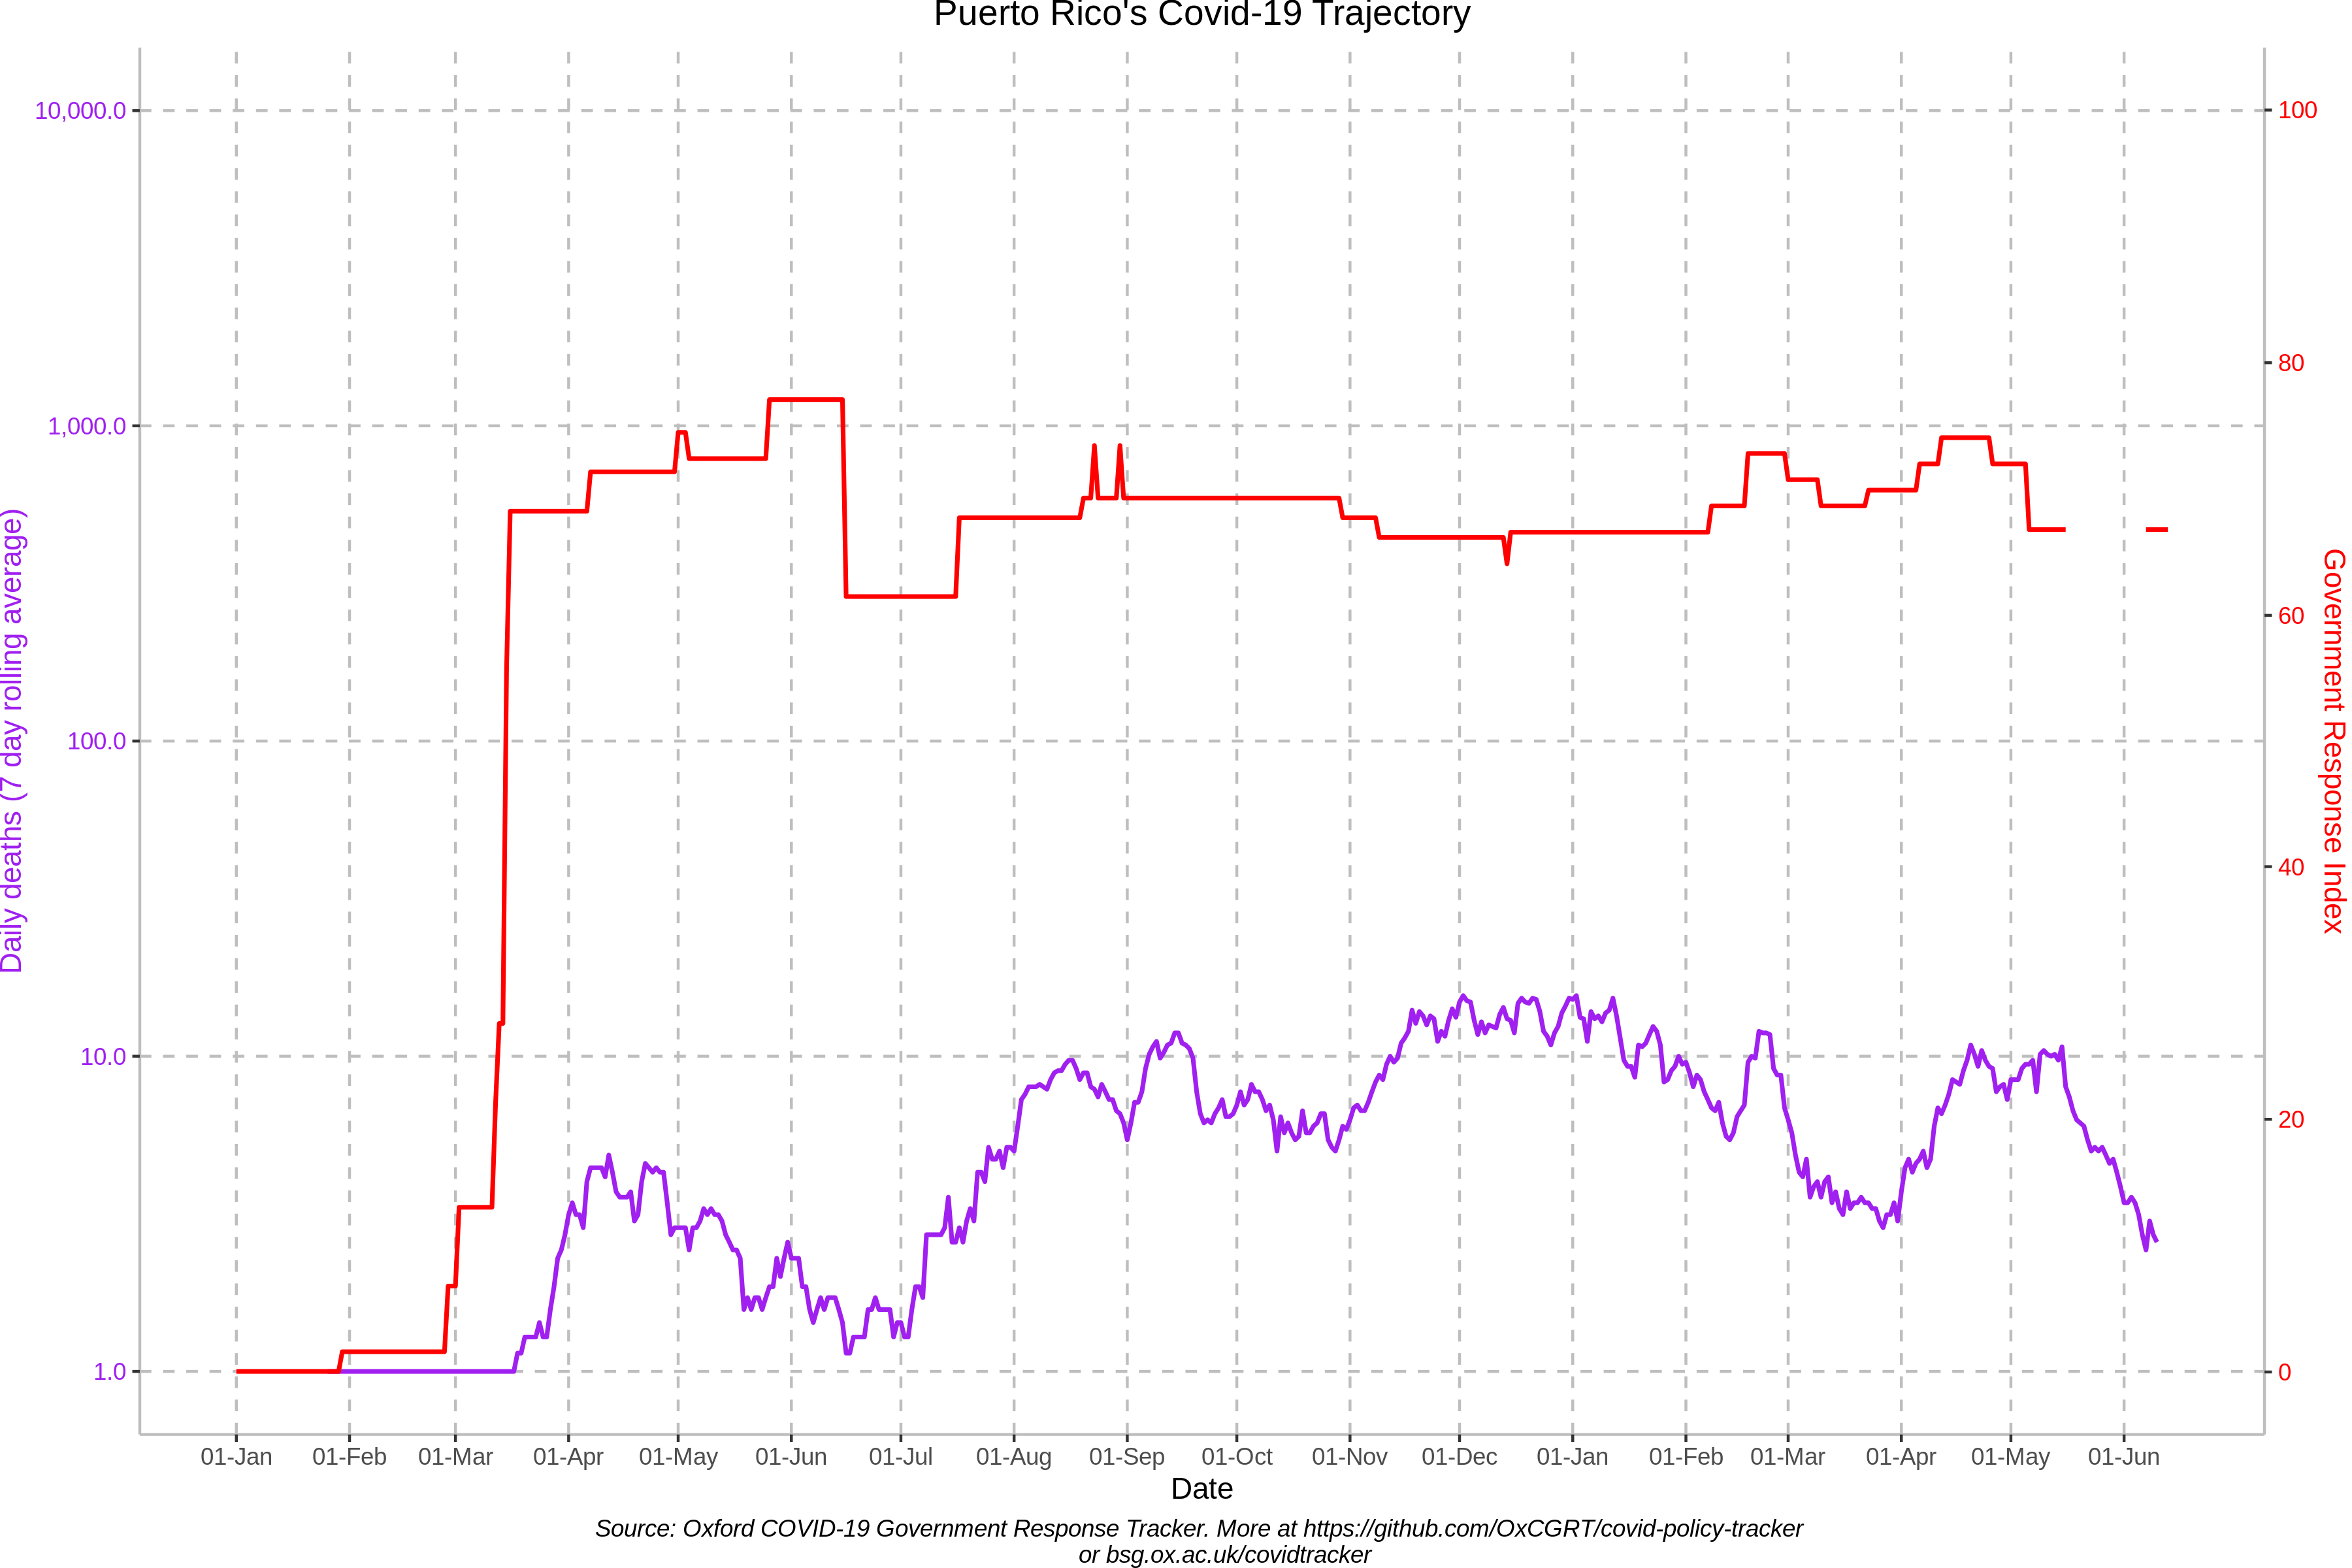 Puerto Rico's Covid-19 Trajectory
10,000.0
1,000.0
100.0
10.0
1.0
Daily deaths (7 day rolling average)
100
80
60
40
20
0
Government Response Index
01-Jan 01-Feb 01-Mar 01-Apr 01-May 01-Jun 01-Jul 01-Aug 01-Sep 01-Oct 01-Nov 01-Dec 01-Jan 01-Feb 01-Mar 01-Apr 01-May 01-Jun
Date
Source: Oxford COVID-19 Government Response Tracker. More at https://github.com/OxCGRT/covid-policy-tracker
or bsg.ox.ac.uk/covidtracker